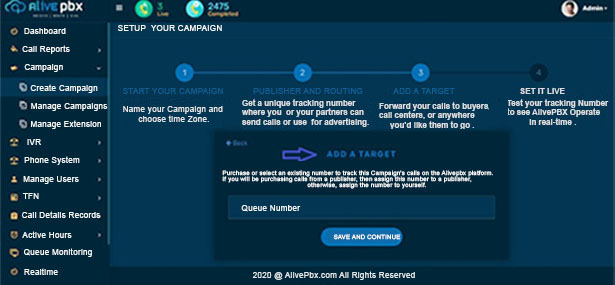 Alive pbx
3
Live
2475
Completed
Admin
Dashboard
Call Reports
Campaign
Create Campaign
Manage Campaigns
Manage Extension
IVR
Phone System
Manage Users
TFN
Call Details Records
Active Hours
Queue Monitoring
Realtime
SETUP YOUR CAMPAIGN
1
2
3
4
START YOUR CAMPAIGN
Name your Campaign and
choose time Zone.
PUBLISHER AND ROUTING
Get a unique tracking number
where you or your partners can
send calls or use for advertising.
ADD A TARGET
Forward your calls to buyers,
call centers, or anywhere
you'd like them to go .
SET IT LIVE
Test your tracking Number
to see AlivePBX Operate
in real-time .
Back
ADD A TARGET
Purchase or select an existing number to track this Campaign's calls on the Alivepbx platform.
If you will be purchasing calls from a publisher, then assign this number to a publisher,
otherwise, assign the number to yourself.
Queue Number
SAVE AND CONTINUE
2020 @ AlivePbx.com All Rights Reserved